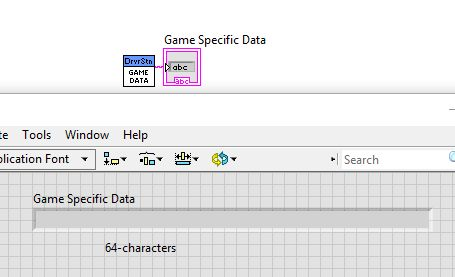 Game Specific Data
DrvrStn
GAME
DATA
abc
abc
te Tools Window Help
plication Font
Search
Game Specific Data
64-characters